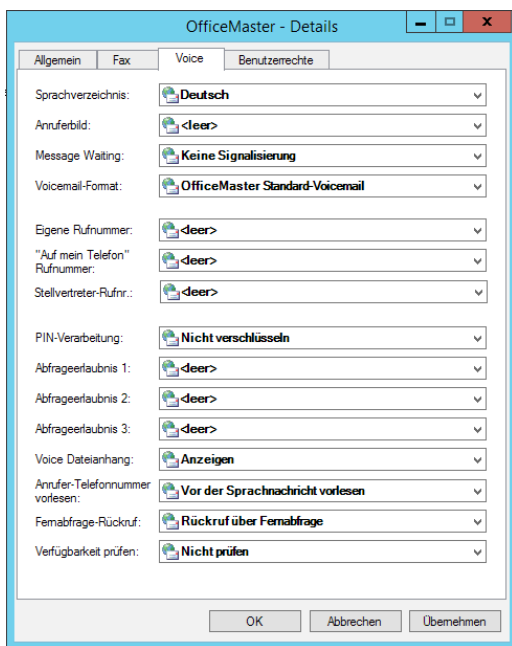 OfficeMaster - Details
Allgemein Fax Voice Benutzerrechte
Sprachverzeichnis: Deutsch
Anruferbild: <leer>
Message Waiting: Keine Signalisierung
Voicemail-Format: OfficeMaster Standard-Voicemail
Eigene Rufnummer: <leer>
"Auf mein Telefon"
Rufnummer: <leer>
Stellvertreter-Rufnr.: <leer>
PIN-Verarbeitung: Nicht verschlüsseln
Abfrageerlaubnis 1: <leer>
Abfrageerlaubnis 2: <leer>
Abfrageerlaubnis 3: <leer>
Voice Dateianhang: Anzeigen
Anrufer-Telefonnummer
vorlesen: Vor der Sprachnachricht vorlesen
Fernabfrage-Rückruf: Rückruf über Fernabfrage
Verfügbarkeit prüfen: Nicht prüfen
OK Abbrechen Übernehmen